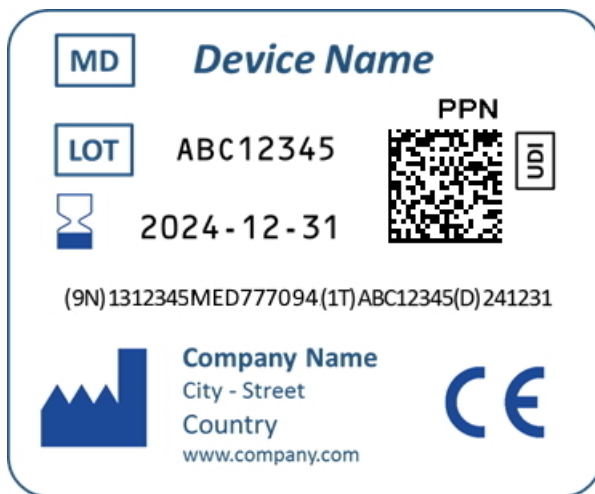 MD Device Name
PPN
LOT ABC12345
UDI
2024-12-31
(9N)1312345MED777094(1T)ABC12345(D)241231
Company Name
City - Street
Country
www.company.com
CE